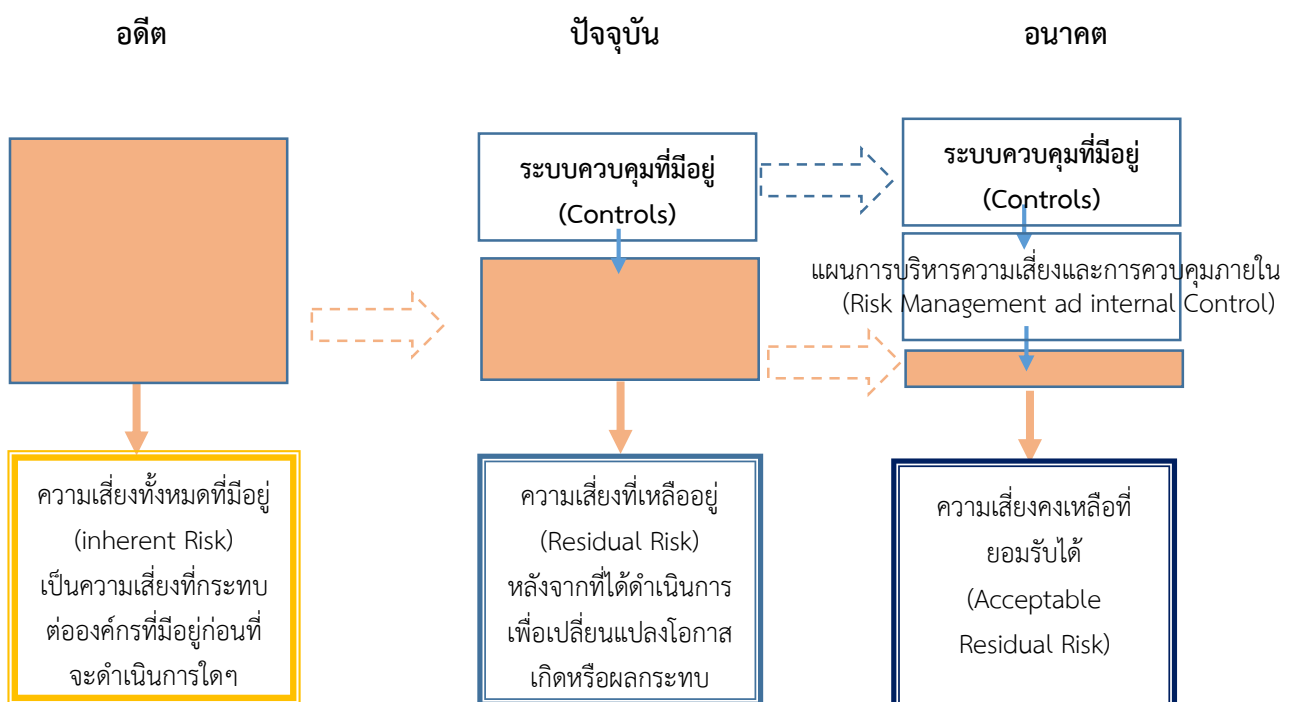 อดีต
ปัจจุบัน
อนาคต
ระบบควบคุมที่มีอยู่
(Controls)
ระบบควบคุมที่มีอยู่
(Controls)
แผนการบริหารความเสี่ยงและการควบคุมภายใน
(Risk Management ad internal Control)
ความเสี่ยงทั้งหมดที่มีอยู่
(inherent Risk)
เป็นความเสี่ยงที่กระทบ
ต่อองค์กรที่มีอยู่ก่อนที่
จะดำเนินการใดๆ
ความเสี่ยงที่เหลืออยู่
(Residual Risk)
หลังจากที่ได้ดำเนินการ
เพื่อเปลี่ยนแปลงโอกาส
เกิดหรือผลกระทบ
ความเสี่ยงคงเหลือที่
ยอมรับได้
(Acceptable
Residual Risk)